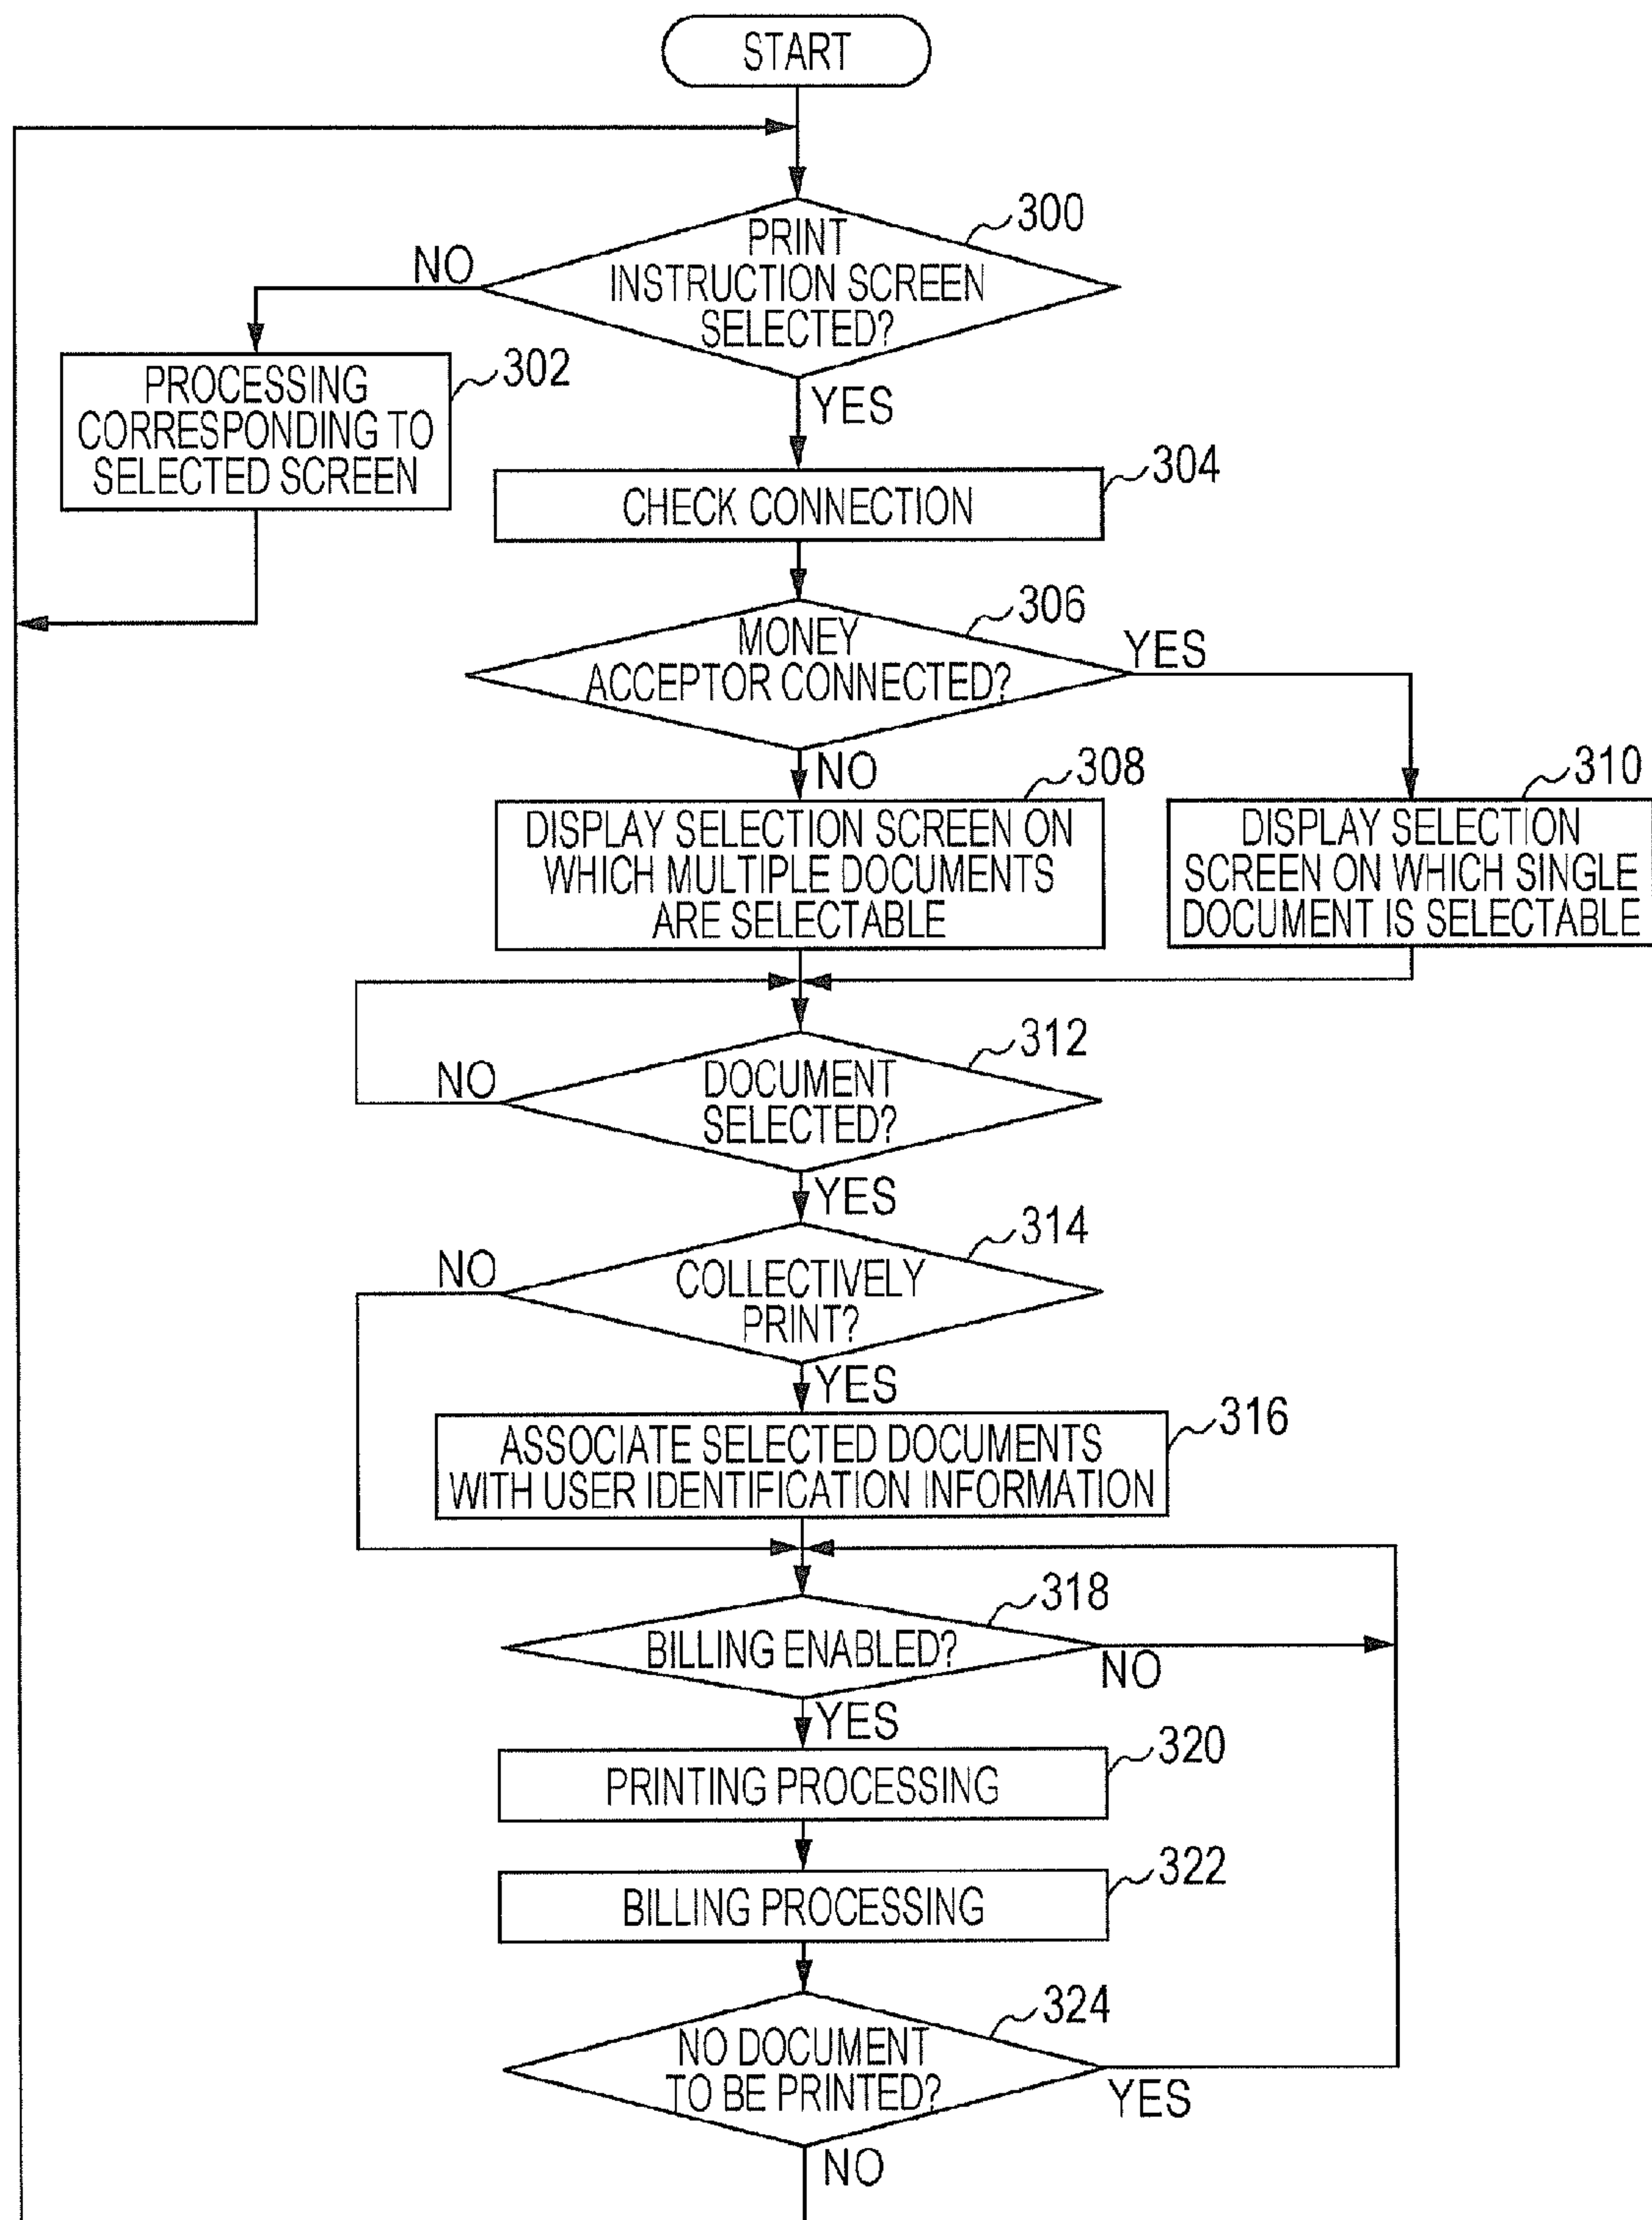 START
300
PRINT
INSTRUCTION SCREEN
SELECTED?
NO
YES
302
PROCESSING
CORRESPONDING TO
SELECTED SCREEN
304
CHECK CONNECTION
306
MONEY
ACCEPTOR CONNECTED?
YES
NO
308
DISPLAY SELECTION SCREEN ON
WHICH MULTIPLE DOCUMENTS
ARE SELECTABLE
310
DISPLAY SELECTION
SCREEN ON WHICH SINGLE
DOCUMENT IS SELECTABLE
312
DOCUMENT
SELECTED?
NO
YES
314
COLLECTIVELY
PRINT?
NO
YES
316
ASSOCIATE SELECTED DOCUMENTS
WITH USER IDENTIFICATION INFORMATION
318
BILLING ENABLED?
NO
YES
320
PRINTING PROCESSING
322
BILLING PROCESSING
324
NO DOCUMENT
TO BE PRINTED?
YES
NO